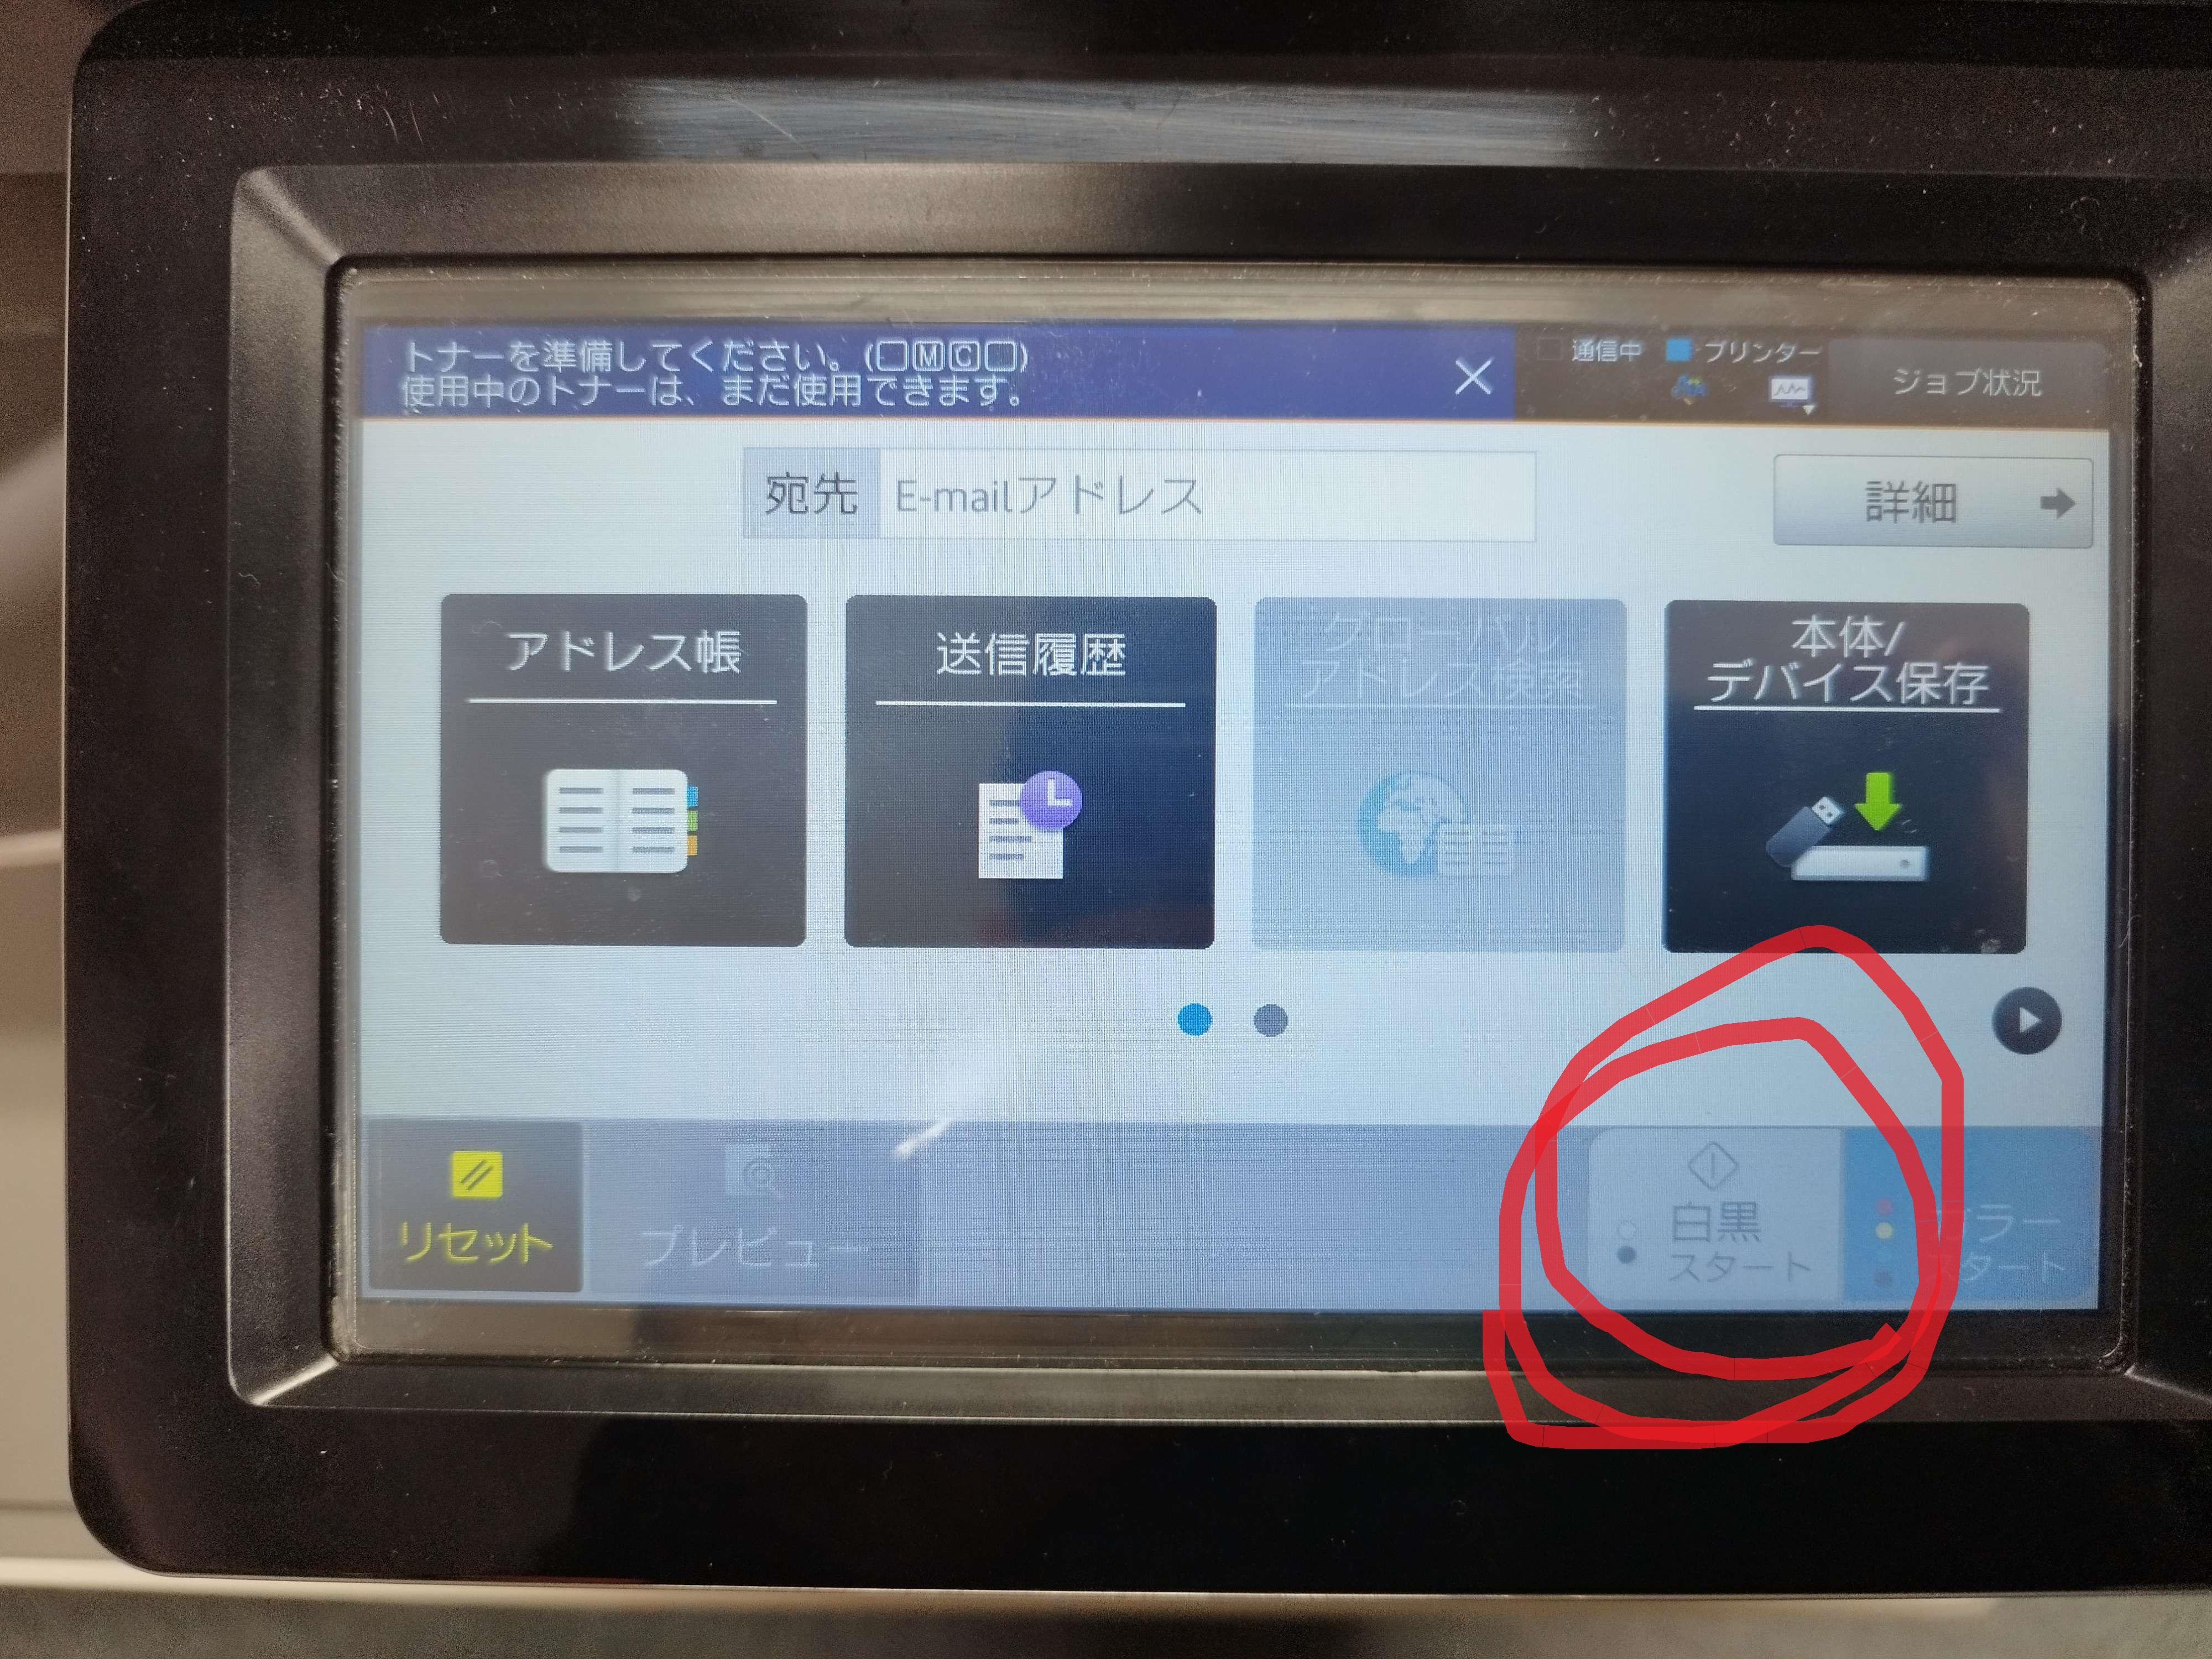 トナーを準備してください。(□🄼🄲□)
使用中のトナーは、まだ使用できます。
通信中 プリンター
ジョブ状況
宛先 E-mailアドレス
詳細
アドレス帳
送信履歴
グローバル
アドレス検索
本体/
デバイス保存
リセット
プレビュー
白黒
スタート
カラー
スタート